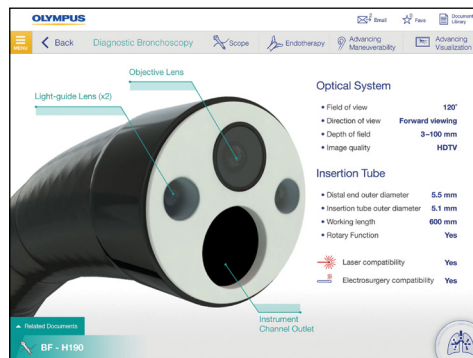 OLYMPUS
Email
Favs
Document
Library
MENU
Back
Diagnostic Bronchoscopy
Scope
Endotherapy
Advancing
Maneuverability
Advancing
Visualization
Objective Lens
Light-guide Lens (x2)
Instrument
Channel Outlet
Optical System
• Field of view 120°
• Direction of view Forward viewing
• Depth of field 3–100 mm
• Image quality HDTV
Insertion Tube
• Distal end outer diameter 5.5 mm
• Insertion tube outer diameter 5.1 mm
• Working length 600 mm
• Rotary Function Yes
Laser compatibility Yes
Electrosurgery compatibility Yes
Related Documents
BF - H190